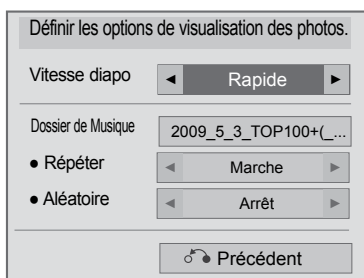 Définir les options de visualisation des photos.
Vitesse diapo ◄ Rapide ►
Dossier de Musique 2009_5_3_TOP100+(_...
● Répéter ◄ Marche ►
● Aléatoire ◄ Arrêt ►
Précédent